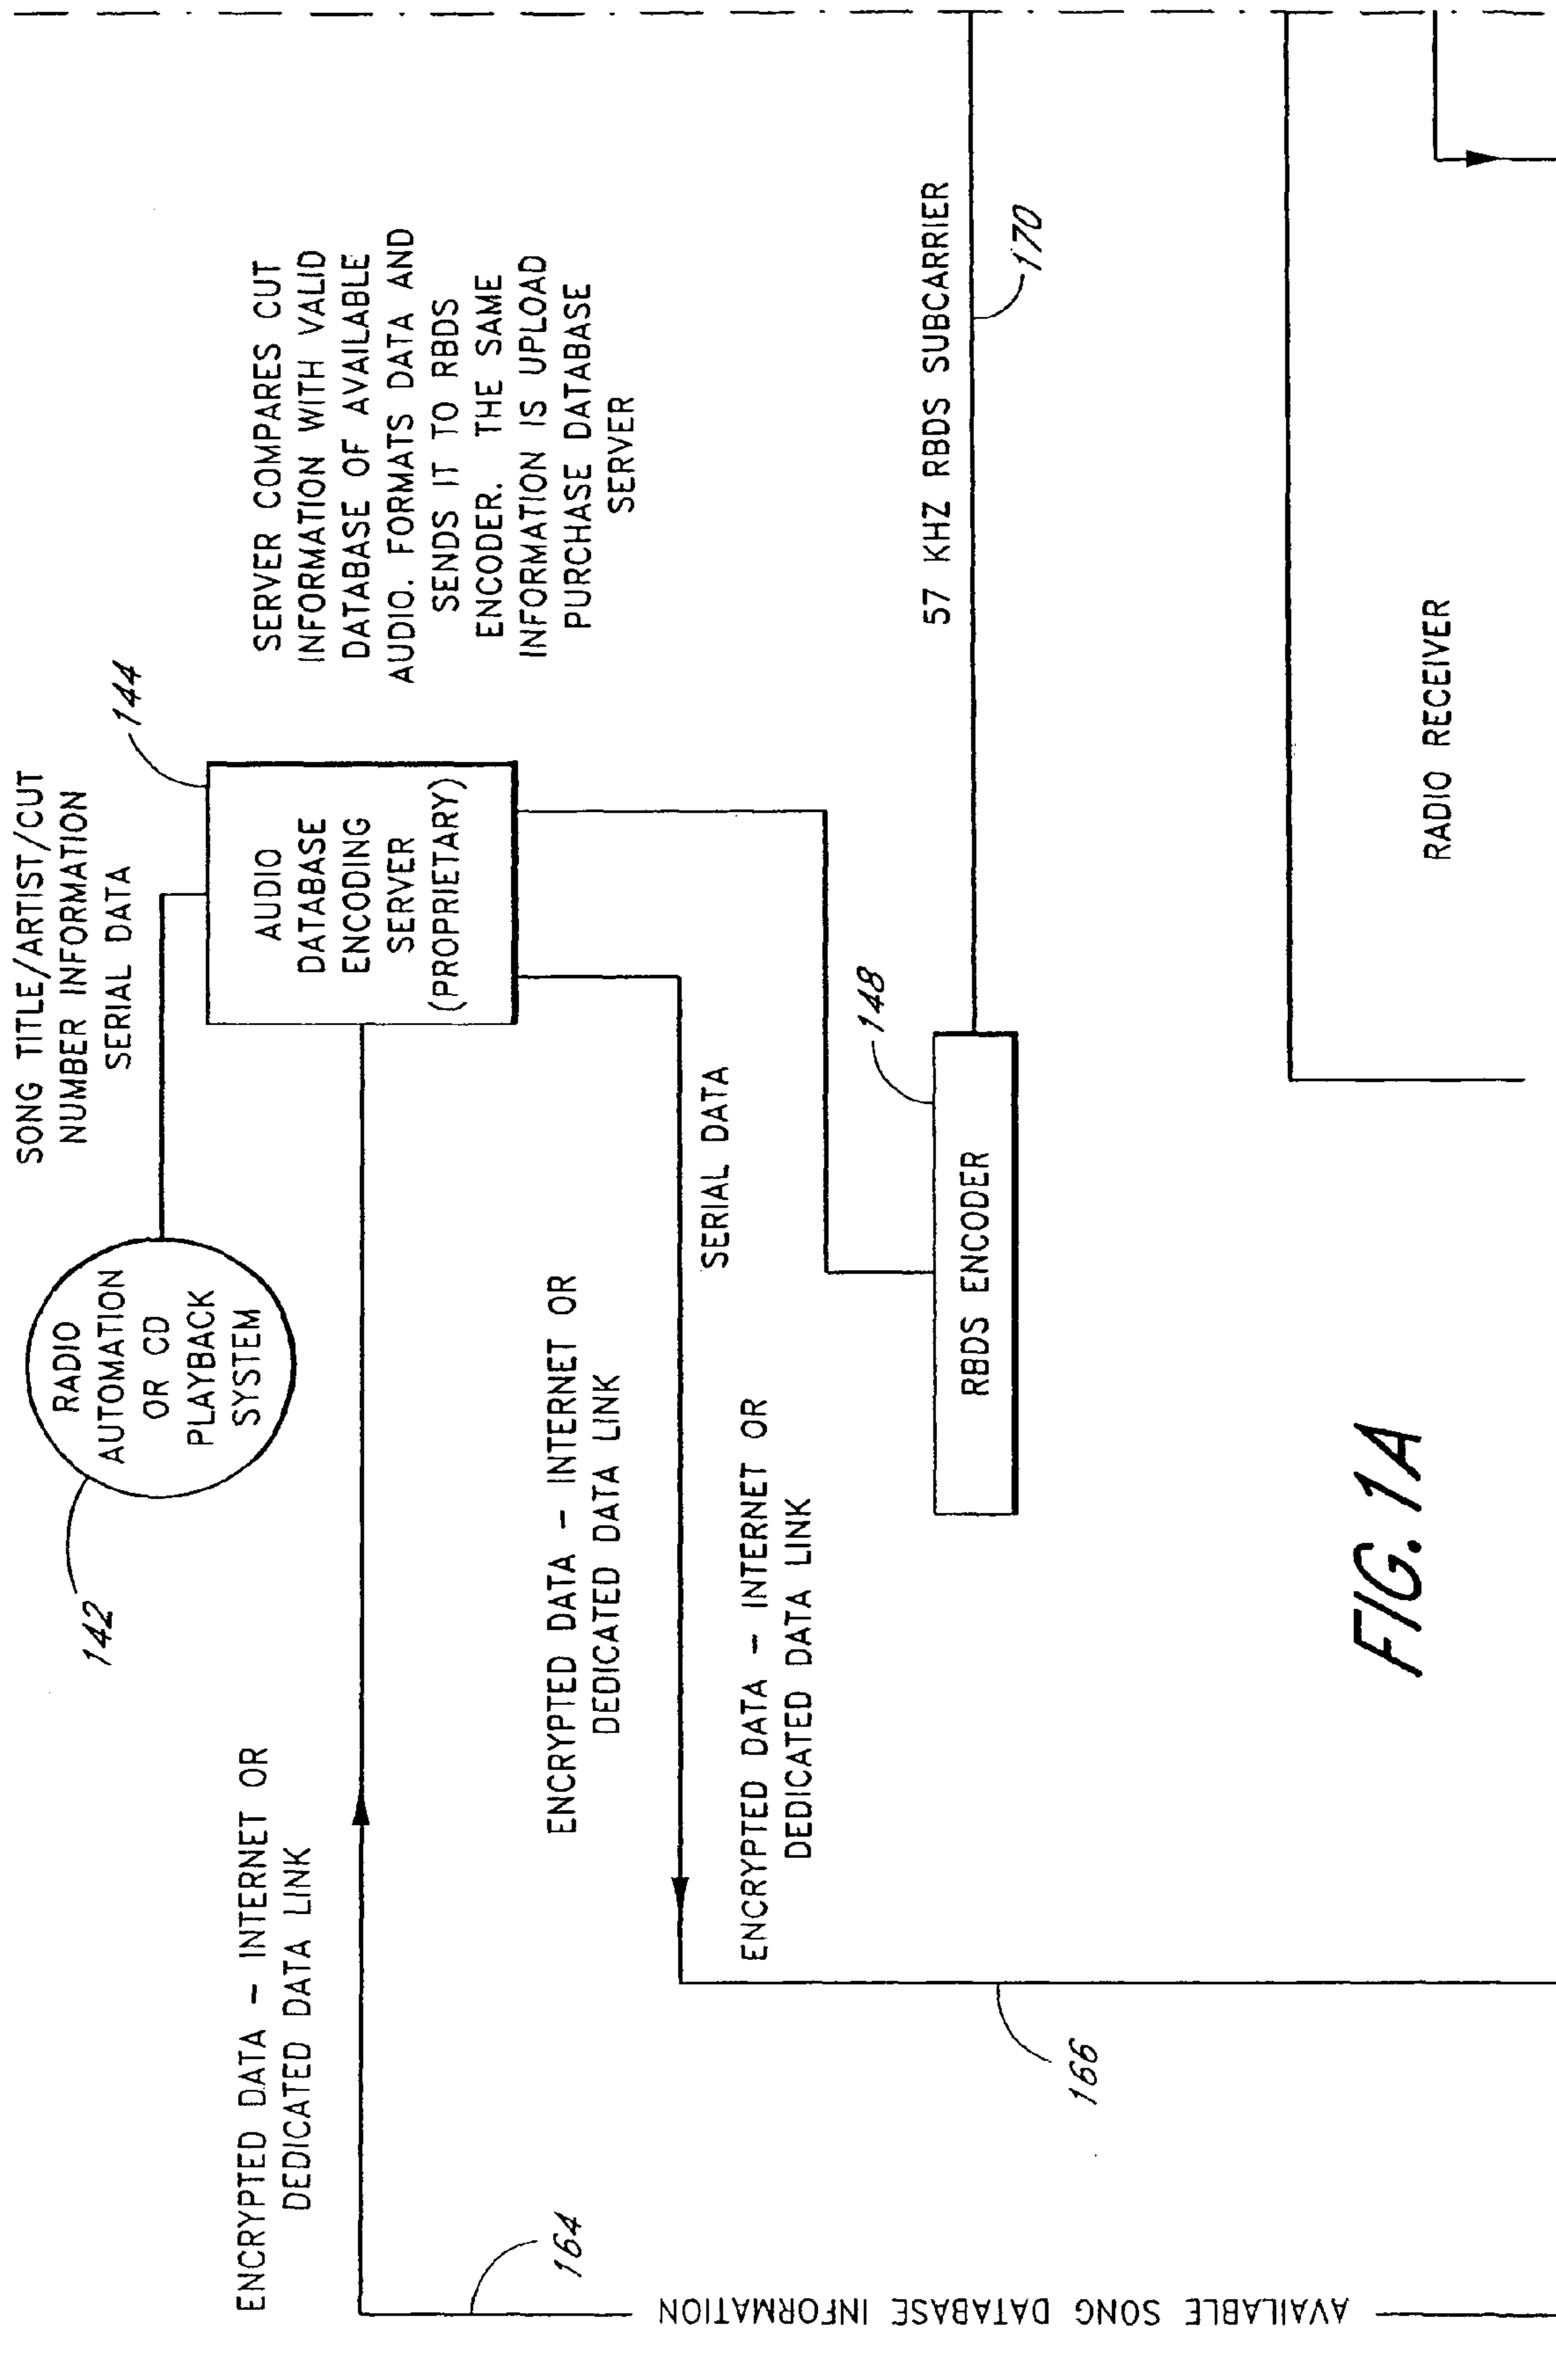 SONG TITLE/ARTIST/CUT
NUMBER INFORMATION
SERIAL DATA
142
RADIO
AUTOMATION
OR CD
PLAYBACK
SYSTEM
144
AUDIO
DATABASE
ENCODING
SERVER
(PROPRIETARY)
SERVER COMPARES CUT
INFORMATION WITH VALID
DATABASE OF AVAILABLE
AUDIO. FORMATS DATA AND
SENDS IT TO RBDS
ENCODER. THE SAME
INFORMATION IS UPLOAD
PURCHASE DATABASE
SERVER
ENCRYPTED DATA - INTERNET OR
DEDICATED DATA LINK
164
AVAILABLE SONG DATABASE INFORMATION
ENCRYPTED DATA - INTERNET OR
DEDICATED DATA LINK
SERIAL DATA
ENCRYPTED DATA - INTERNET OR
DEDICATED DATA LINK
148
RBDS ENCODER
57 KHZ RBDS SUBCARRIER
170
166
RADIO RECEIVER
FIG. 1A